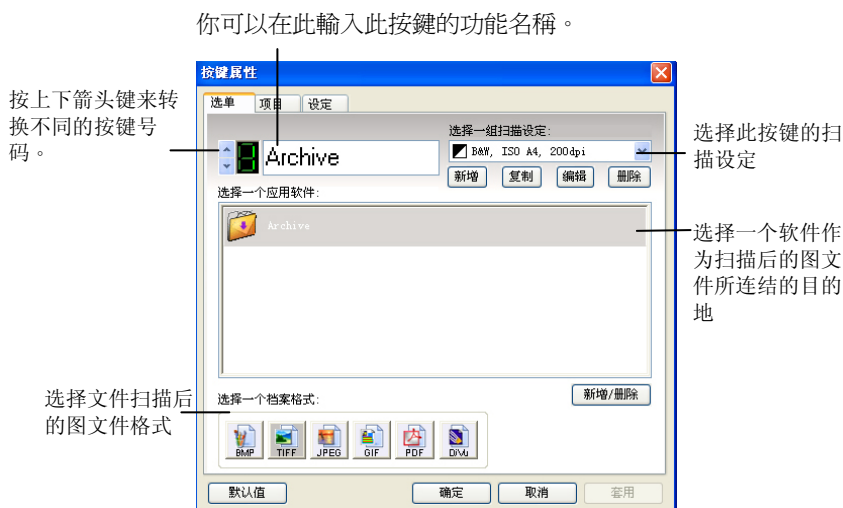 你可以在此輸入此按鍵的功能名稱。
按键属性
选单 项目 设定
按上下箭头键来转
换不同的按键号
码。
选择一组扫描设定:
3 Archive
B&W, ISO A4, 200dpi
新增 复制 编辑 删除
选择此按键的扫
描设定
选择一个应用软件:
Archive
选择一个软件作
为扫描后的图文
件所连结的目的
地
新增/删除
选择一个档案格式:
选择文件扫描后
的图文件格式
BMP TIFF JPEG GIF PDF DjVu
默认值 确定 取消 套用